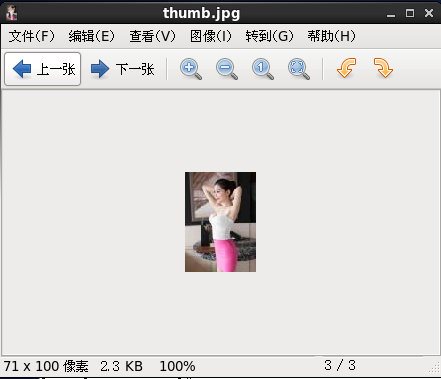 thumb.jpg
文件(F) 编辑(E) 查看(V) 图像(I) 转到(G) 帮助(H)
上一张 下一张 1
71 x 100 像素 2.3 KB 100% 3 / 3